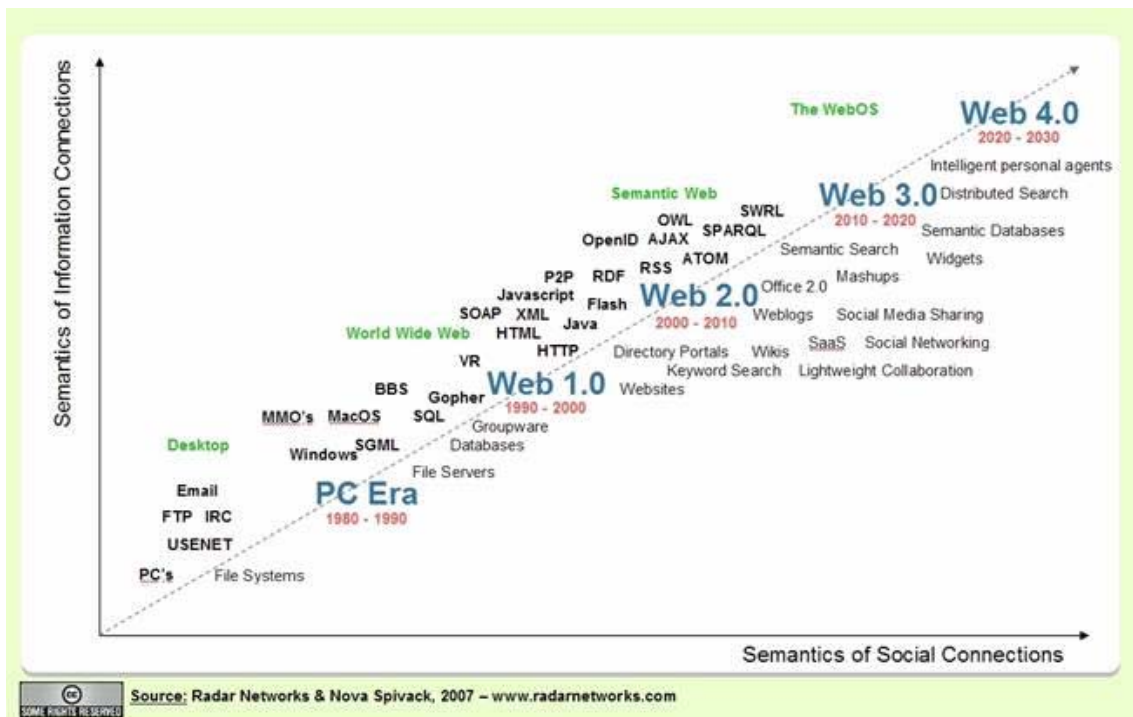 Semantics of Information Connections
The WebOS
Web 4.0
2020 - 2030
Intelligent personal agents
Semantic Web
Web 3.0
Distributed Search
2010 - 2020
SWRL
OWL
SPARQL
Semantic Databases
OpenID
AJAX
Semantic Search
ATOM
Widgets
RSS
P2P
RDF
Mashups
Office 2.0
Javascript
Web 2.0
Flash
SOAP
XML
Weblogs
Social Media Sharing
2000 - 2010
Java
World Wide Web
HTML
SaaS
Social Networking
HTTP
Directory Portals
Wikis
VR
Keyword Search
Lightweight Collaboration
Web 1.0
Websites
BBS
Gopher
1990 - 2000
MMO's
MacOS
SQL
Groupware
Desktop
SGML
Databases
Windows
File Servers
Email
PC Era
1980 - 1990
FTP
IRC
USENET
PC's
File Systems
Semantics of Social Connections
cc
SOME RIGHTS RESERVED
Source: Radar Networks & Nova Spivack, 2007 – www.radarnetworks.com